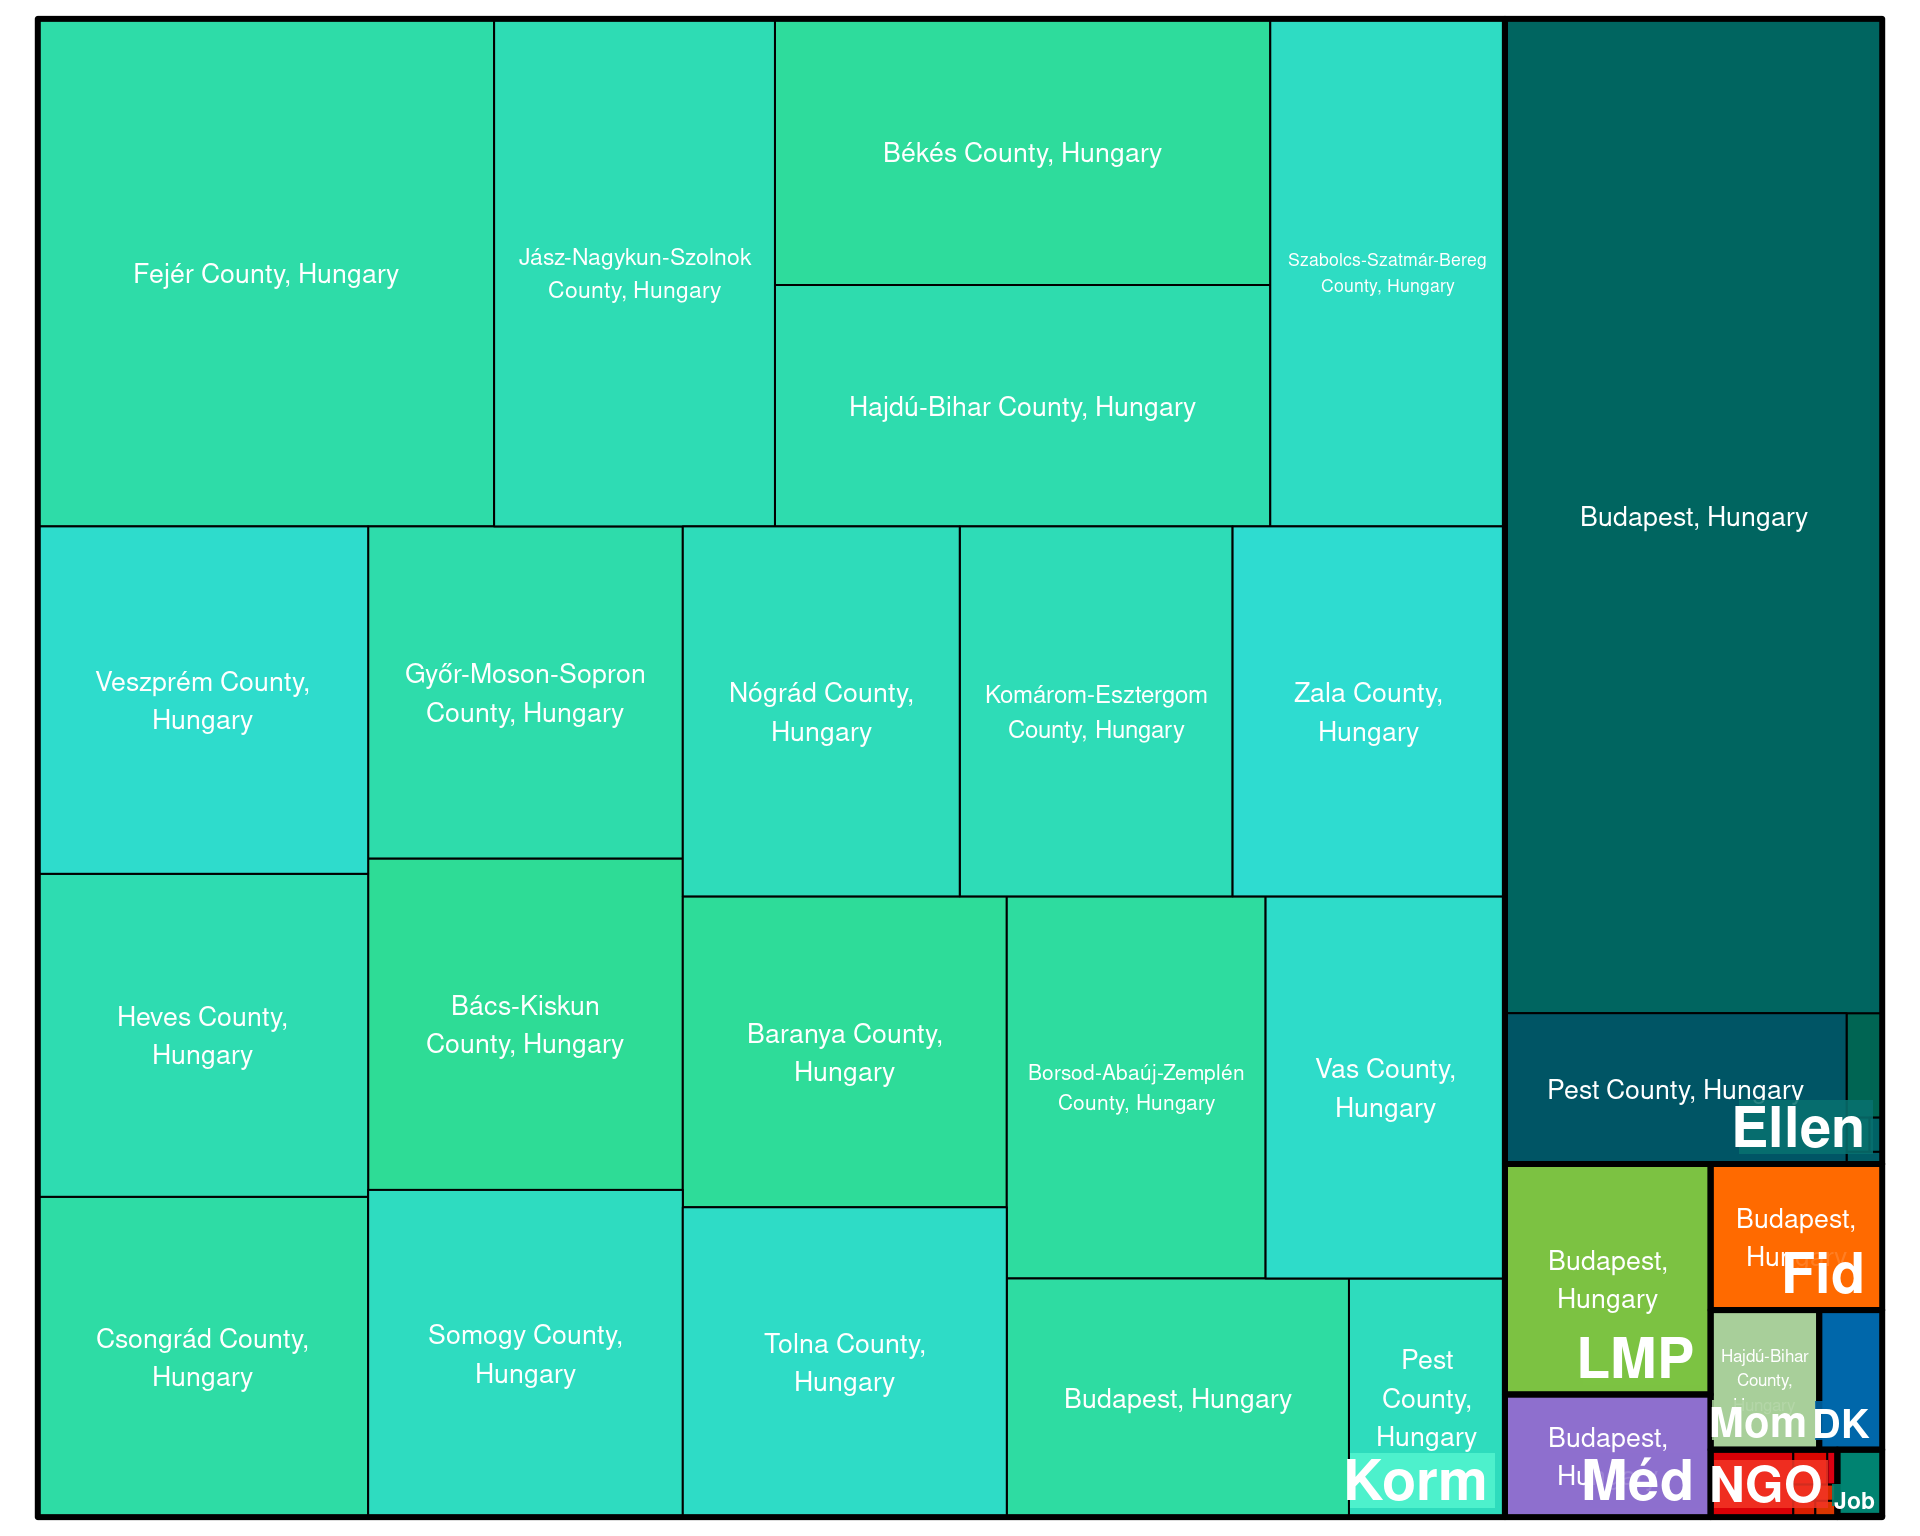 Fejér County, Hungary
Jász-Nagykun-Szolnok
County, Hungary
Békés County, Hungary
Hajdú-Bihar County, Hungary
Szabolcs-Szatmár-Bereg
County, Hungary
Veszprém County,
Hungary
Győr-Moson-Sopron
County, Hungary
Nógrád County,
Hungary
Komárom-Esztergom
County, Hungary
Zala County,
Hungary
Heves County,
Hungary
Bács-Kiskun
County, Hungary
Baranya County,
Hungary
Borsod-Abaúj-Zemplén
County, Hungary
Vas County,
Hungary
Csongrád County,
Hungary
Somogy County,
Hungary
Tolna County,
Hungary
Budapest, Hungary
Pest
County,
Hungary
Korm
Budapest, Hungary
Pest County, Hungary
Ellen
Budapest,
Hungary
LMP
Budapest,
Hungary
Fid
Hajdú-Bihar
County,
Hungary
Mom
DK
Budapest,
Méd
NGO
Job